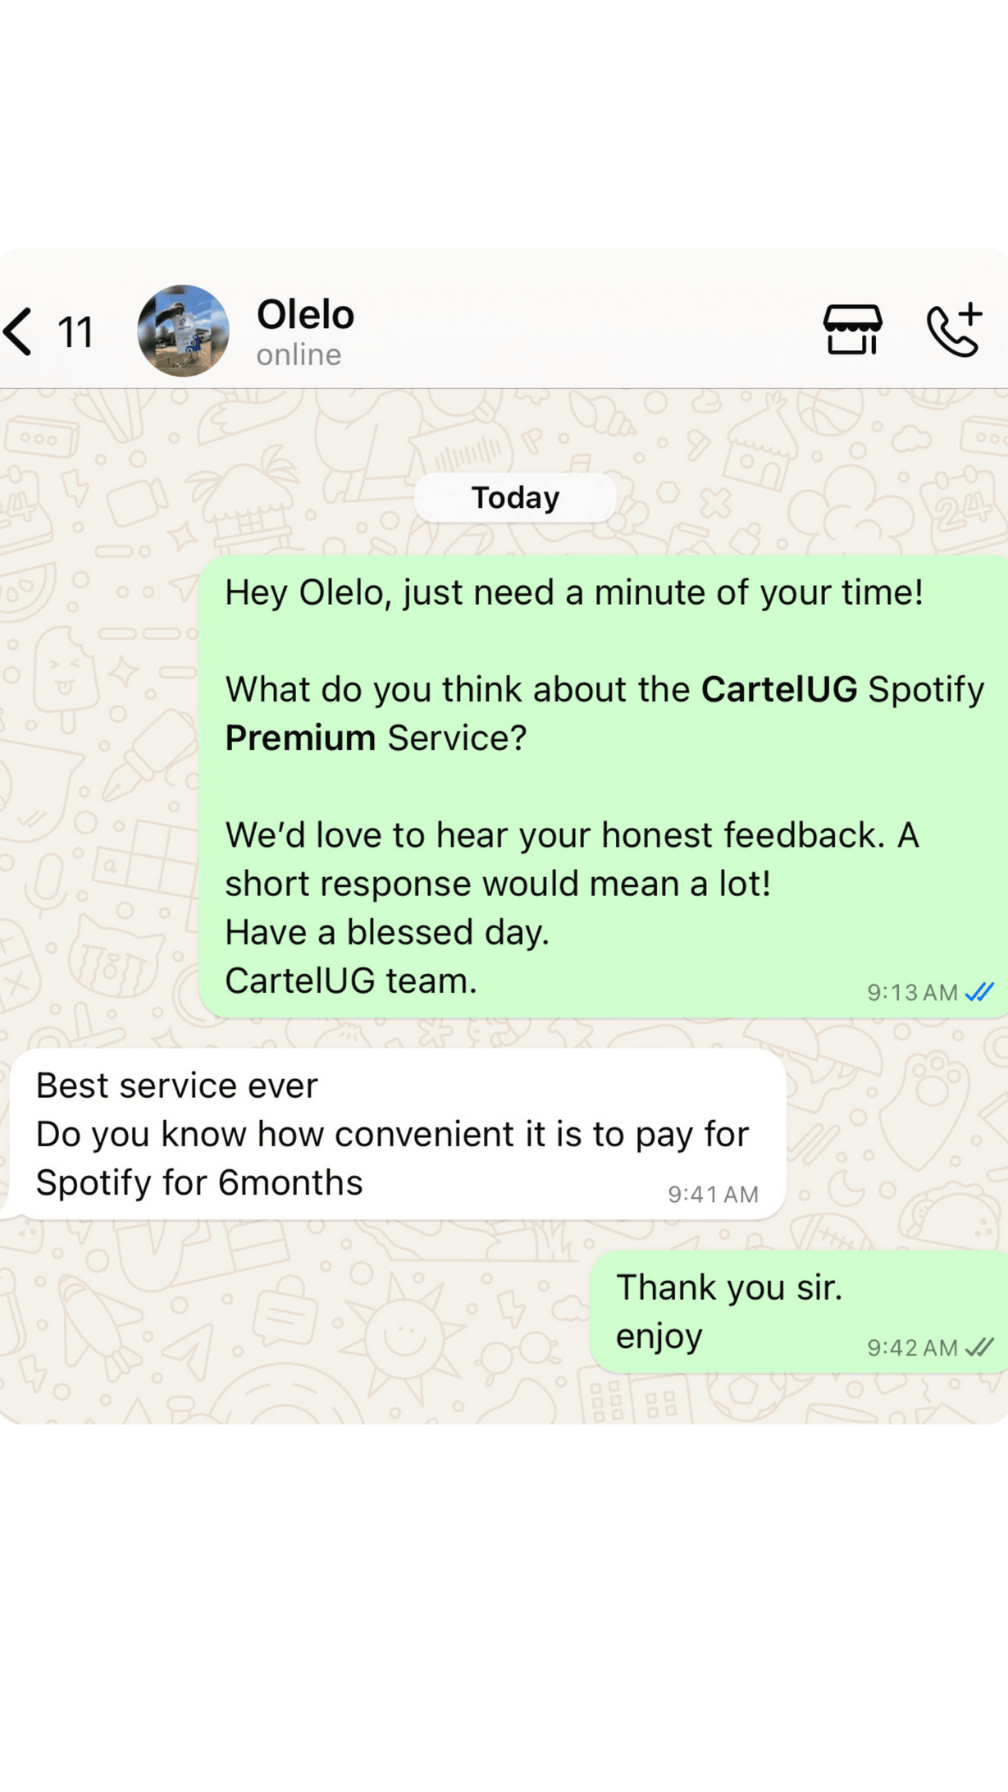 11
Olelo
online
Today
Hey Olelo, just need a minute of your time!
What do you think about the CartelUG Spotify
Premium Service?
We’d love to hear your honest feedback. A
short response would mean a lot!
Have a blessed day.
CartelUG team.
9:13 AM
Best service ever
Do you know how convenient it is to pay for
Spotify for 6months
9:41 AM
Thank you sir.
enjoy
9:42 AM